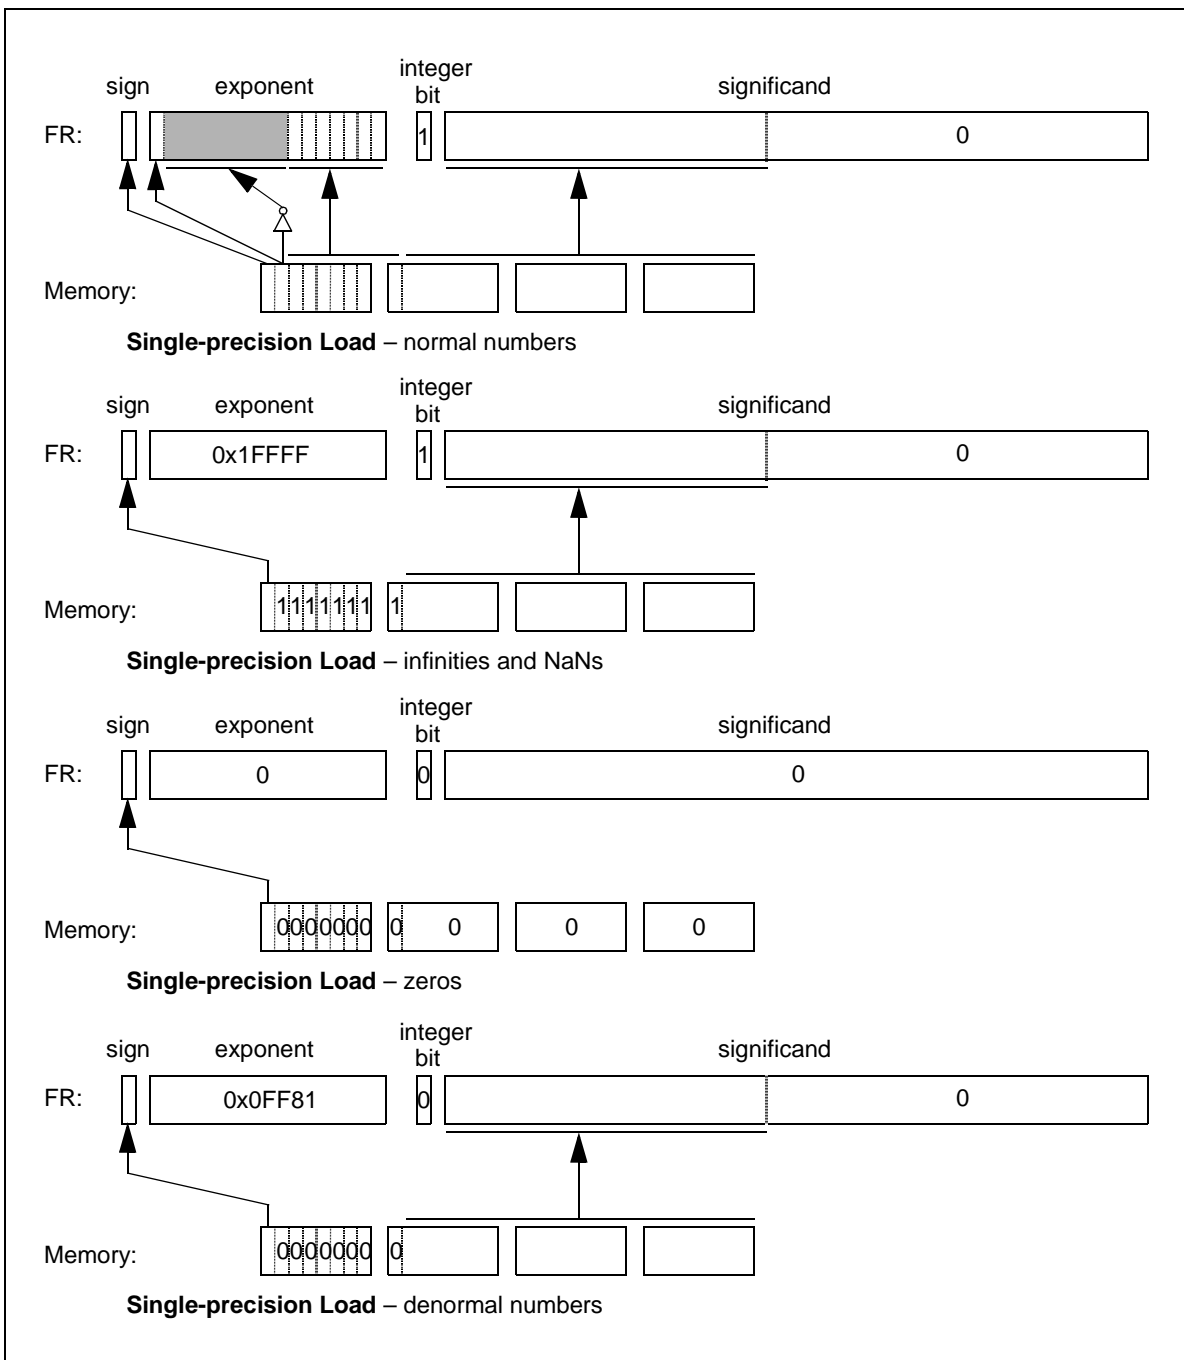 sign exponent integer bit significand
FR: 1 0
Memory:
Single-precision Load – normal numbers
sign exponent integer bit significand
FR: 0x1FFFF 1 0
Memory: 1111111 1
Single-precision Load – infinities and NaNs
sign exponent integer bit significand
FR: 0 0 0
Memory: 0000000 0 0 0 0
Single-precision Load – zeros
sign exponent integer bit significand
FR: 0x0FF81 0 0
Memory: 0000000 0
Single-precision Load – denormal numbers